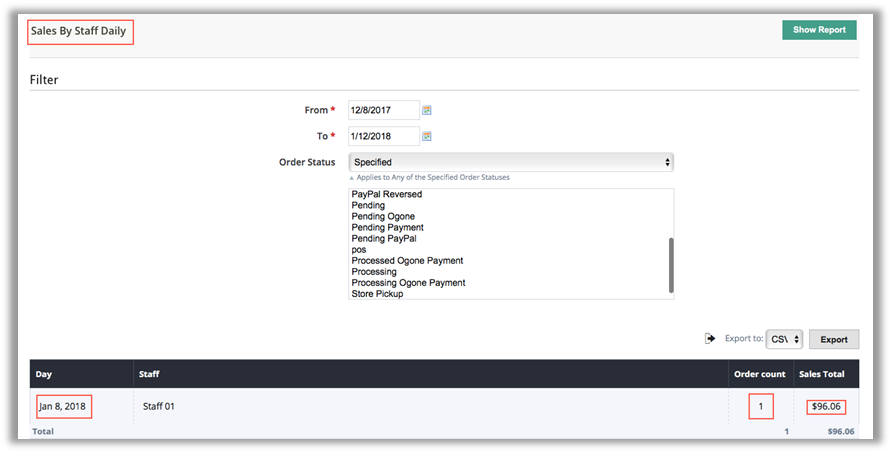 Sales By Staff Daily
Show Report
Filter
From *
12/8/2017
To *
1/12/2018
Order Status
Specified
Applies to Any of the Specified Order Statuses
PayPal Reversed
Pending
Pending Ogone
Pending Payment
Pending PayPal
pos
Processed Ogone Payment
Processing
Processing Ogone Payment
Store Pickup
Export to: CSV Export
Day Staff Order count Sales Total
Jan 8, 2018 Staff 01 1 $96.06
Total 1 $96.06